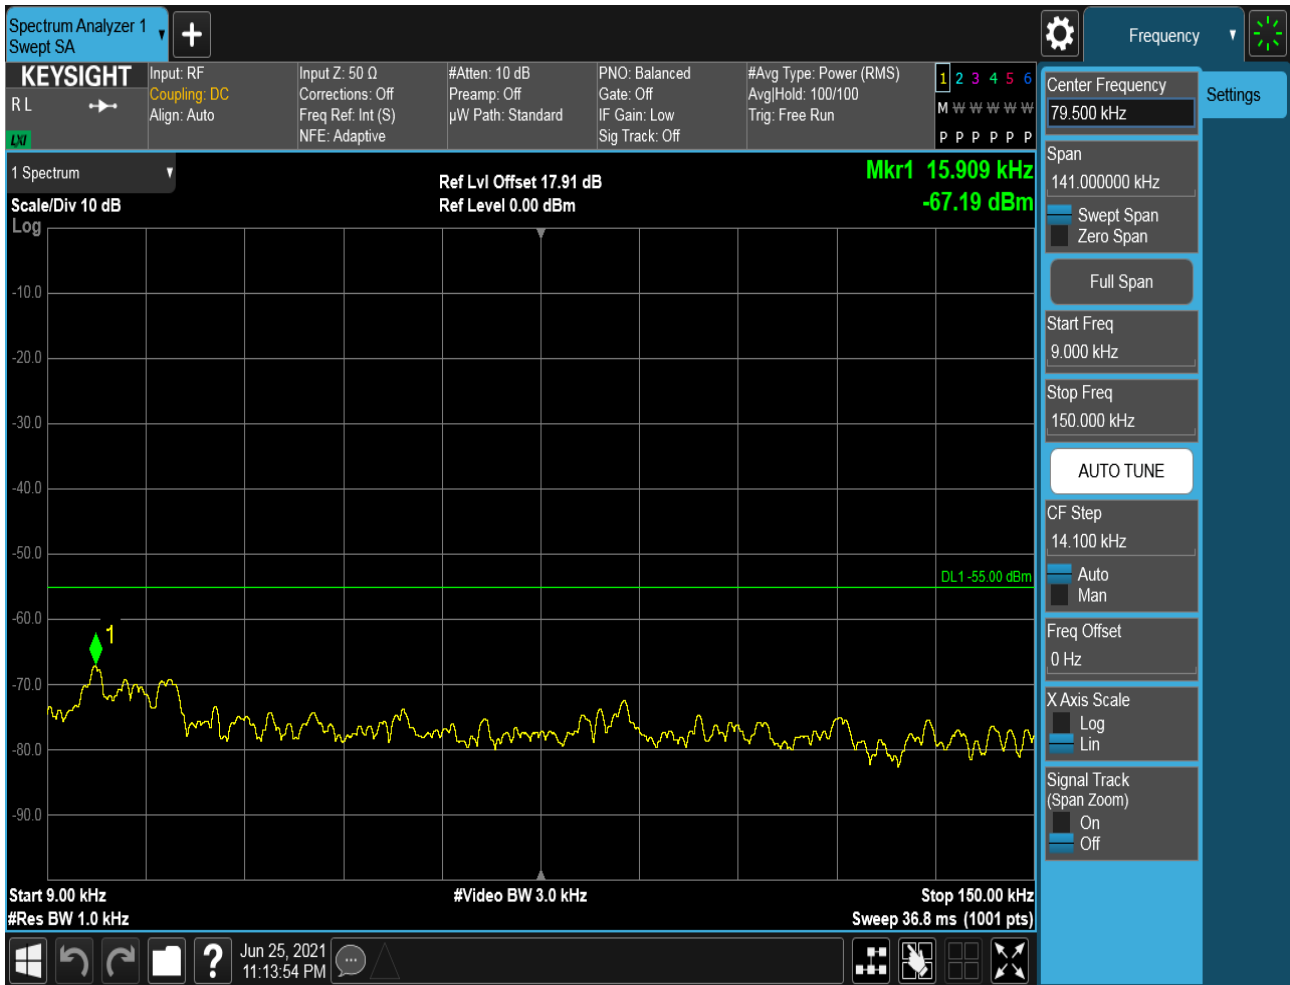 Spectrum Analyzer 1
Swept SA
+
Frequency
KEYSIGHT
R L
LXI
Input: RF
Coupling: DC
Align: Auto
Input Z: 50 Ω
Corrections: Off
Freq Ref: Int (S)
NFE: Adaptive
#Atten: 10 dB
Preamp: Off
µW Path: Standard
PNO: Balanced
Gate: Off
IF Gain: Low
Sig Track: Off
#Avg Type: Power (RMS)
Avg|Hold: 100/100
Trig: Free Run
1 2 3 4 5 6
M W W W W W
P P P P P P
1 Spectrum
Scale/Div 10 dB
Log
Ref Lvl Offset 17.91 dB
Ref Level 0.00 dBm
Mkr1 15.909 kHz
-67.19 dBm
-10.0
-20.0
-30.0
-40.0
-50.0
DL1 -55.00 dBm
-60.0
1
-70.0
-80.0
-90.0
Start 9.00 kHz
#Res BW 1.0 kHz
#Video BW 3.0 kHz
Stop 150.00 kHz
Sweep 36.8 ms (1001 pts)
?
Jun 25, 2021
11:13:54 PM
Center Frequency
79.500 kHz
Span
141.000000 kHz
Swept Span
Zero Span
Full Span
Start Freq
9.000 kHz
Stop Freq
150.000 kHz
AUTO TUNE
CF Step
14.100 kHz
Auto
Man
Freq Offset
0 Hz
X Axis Scale
Log
Lin
Signal Track
(Span Zoom)
On
Off
Settings